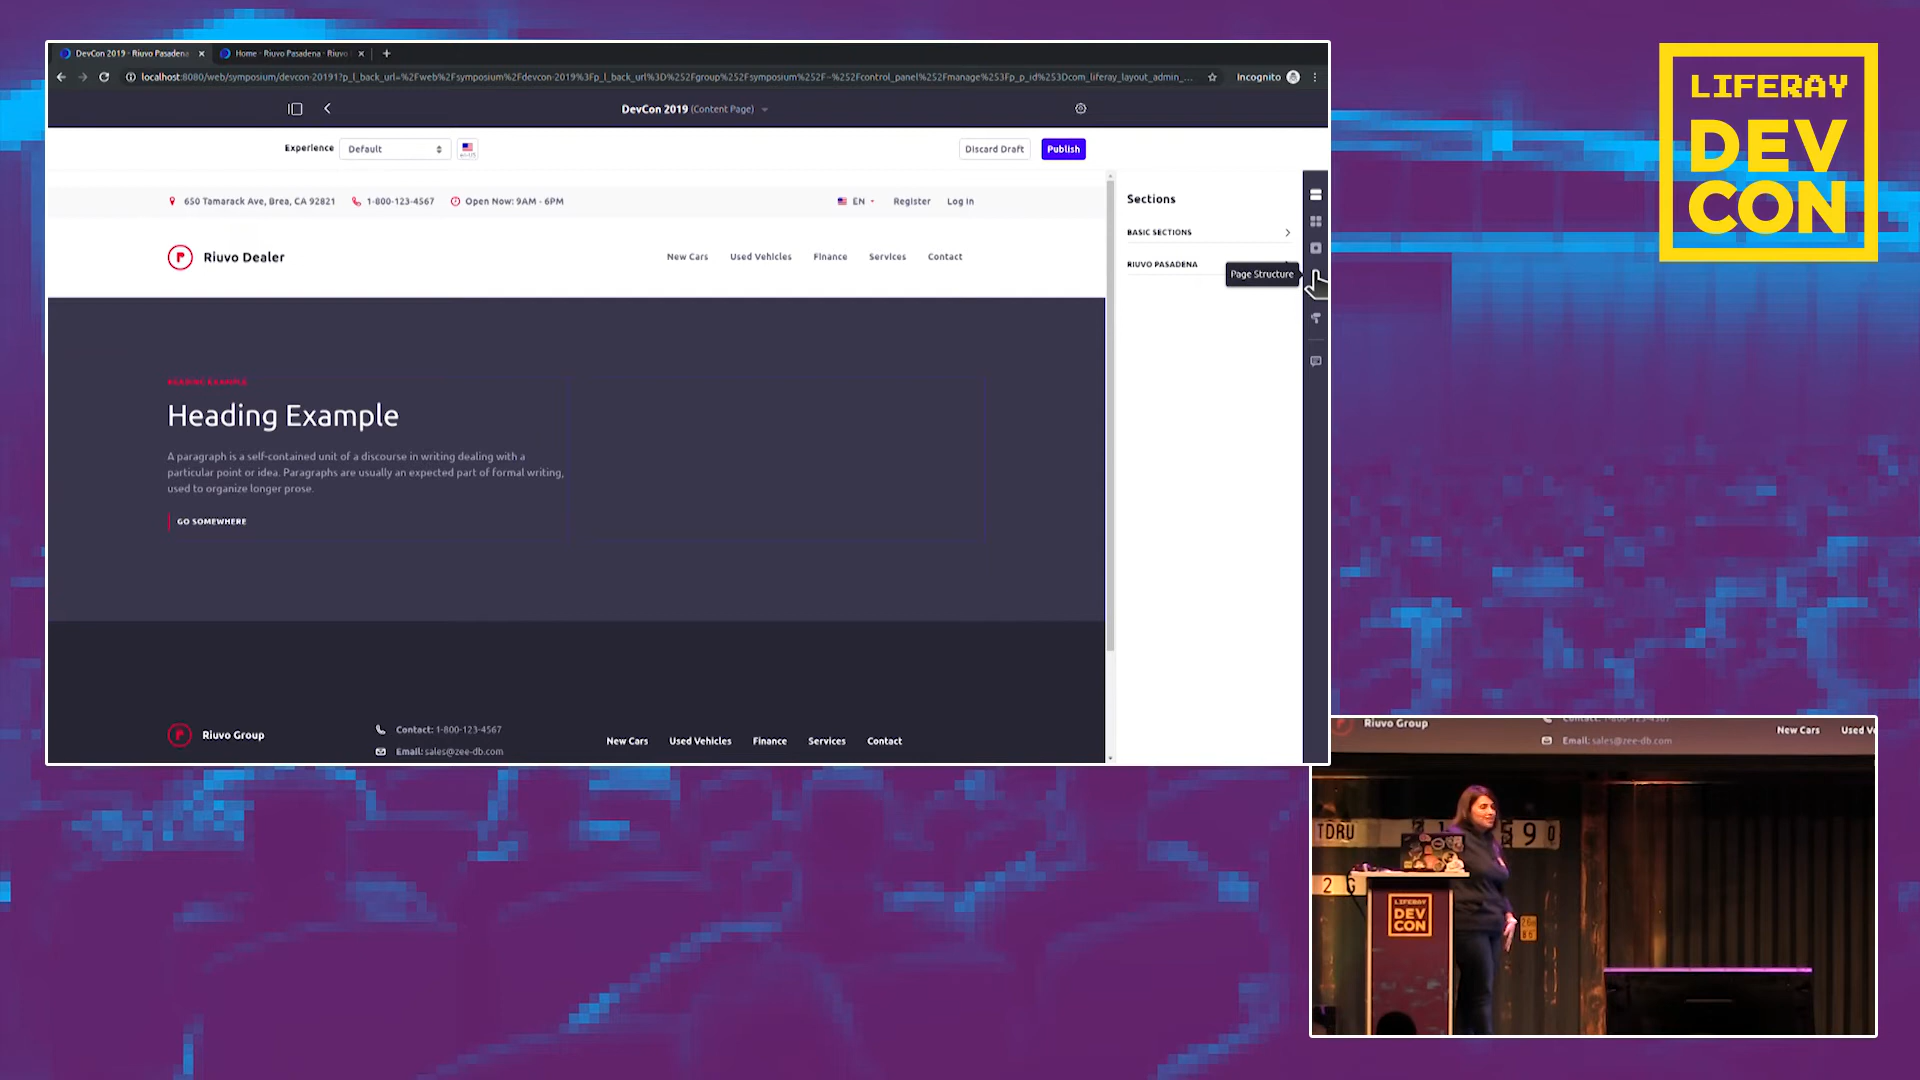 DevCon 2019 - Riuvo Pasadena
Home - Riuvo Pasadena - Riuvo
Incognito
DevCon 2019 (Content Page)
Experience
Default
Discard Draft
Publish
650 Tamarack Ave, Brea, CA 92821
1-800-123-4567
Open Now: 9AM - 6PM
EN
Register
Log In
Riuvo Dealer
New Cars
Used Vehicles
Finance
Services
Contact
HEADING EXAMPLE
Heading Example
A paragraph is a self-contained unit of a discourse in writing dealing with a
particular point or idea. Paragraphs are usually an expected part of formal writing,
used to organize longer prose.
GO SOMEWHERE
Riuvo Group
Contact: 1-800-123-4567
Email: sales@zee-db.com
New Cars
Used Vehicles
Finance
Services
Contact
Sections
BASIC SECTIONS
RIUVO PASADENA
Page Structure
LIFERAY
DEV
CON
Riuvo Group
Email: sales@zee-db.com
New Cars
TDRU
2 G
LIFERAY
DEV
CON